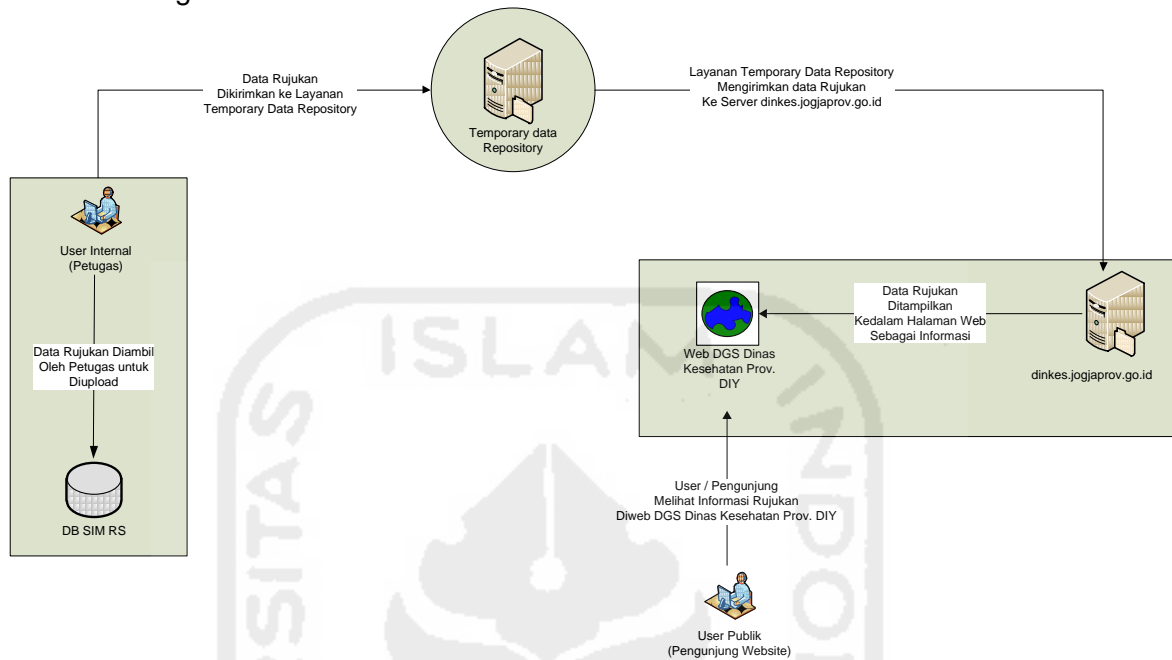 Data Rujukan
Dikirimkan ke Layanan
Temporary Data Repository
Temporary data
Repository
Layanan Temporary Data Repository
Mengirimkan data Rujukan
Ke Server dinkes.jogjaprov.go.id
User Internal
(Petugas)
Data Rujukan Diambil
Oleh Petugas untuk
Diupload
DB SIM RS
Web DGS Dinas
Kesehatan Prov.
DIY
Data Rujukan
Ditampilkan
Kedalam Halaman Web
Sebagai Informasi
dinkes.jogjaprov.go.id
User / Pengunjung
Melihat Informasi Rujukan
Diweb DGS Dinas Kesehatan Prov. DIY
User Publik
(Pengunjung Website)
ISLAM